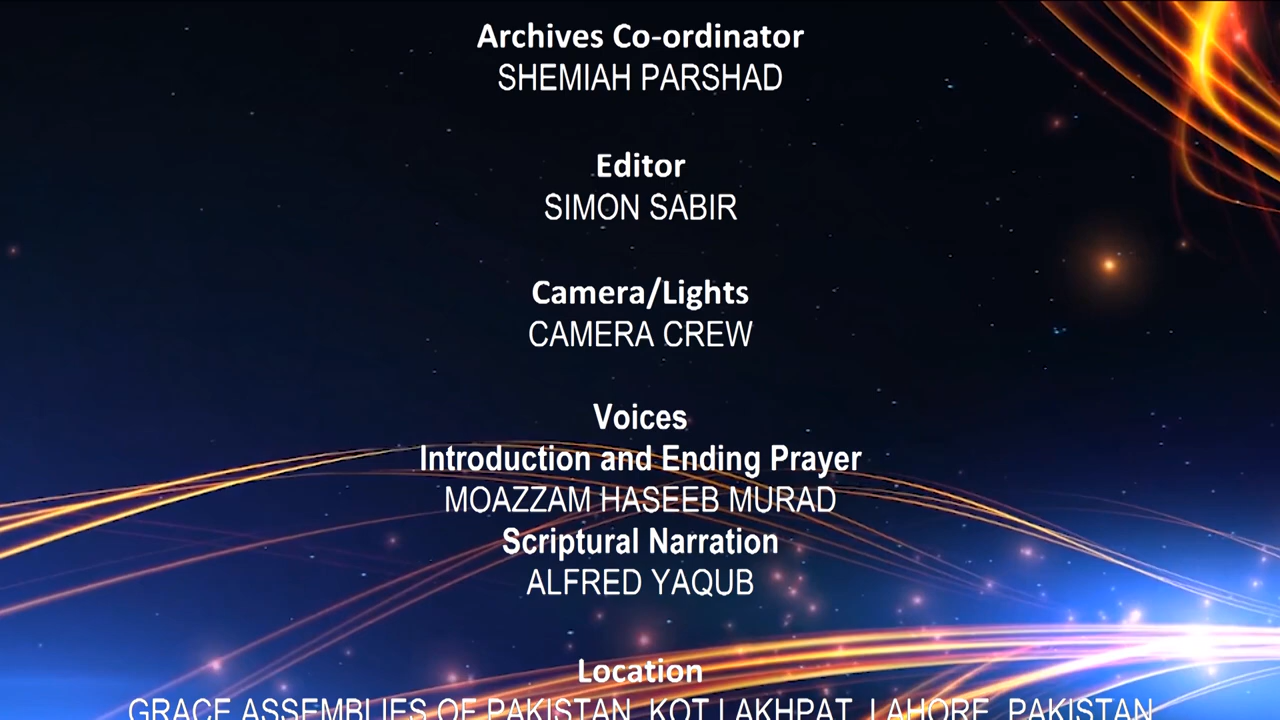 Archives Co-ordinator
SHEMIAH PARSHAD
Editor
SIMON SABIR
Camera/Lights
CAMERA CREW
Voices
Introduction and Ending Prayer
MOAZZAM HASEEB MURAD
Scriptural Narration
ALFRED YAQUB
Location
GRACE ASSEMBLIES OF PAKISTAN, KOT LAKHPAT, LAHORE, PAKISTAN